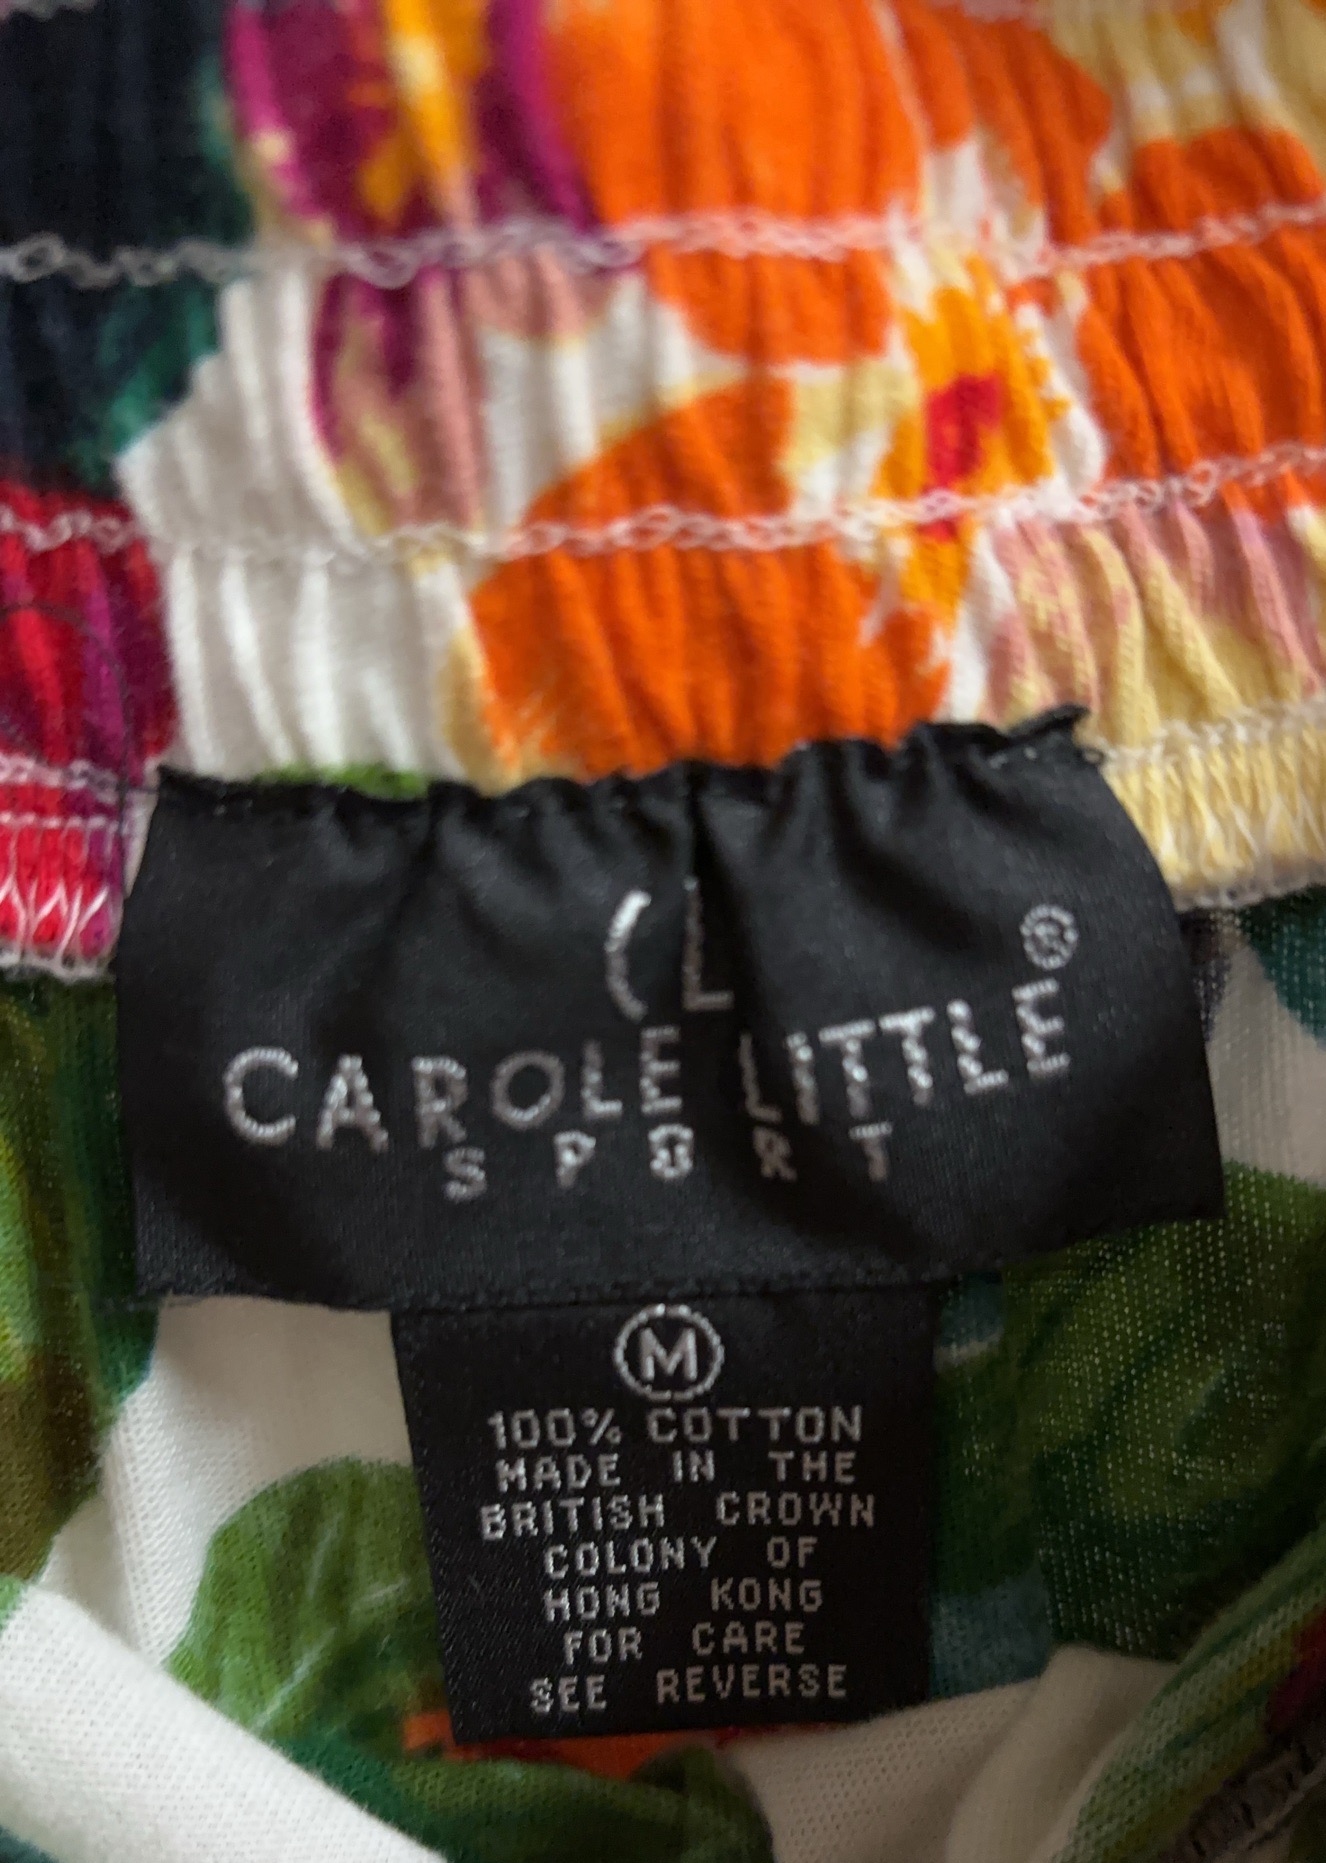 CL
CAROLE LITTLE®
SPORT
M
100% COTTON
MADE IN THE
BRITISH CROWN
COLONY OF
HONG KONG
FOR CARE
SEE REVERSE